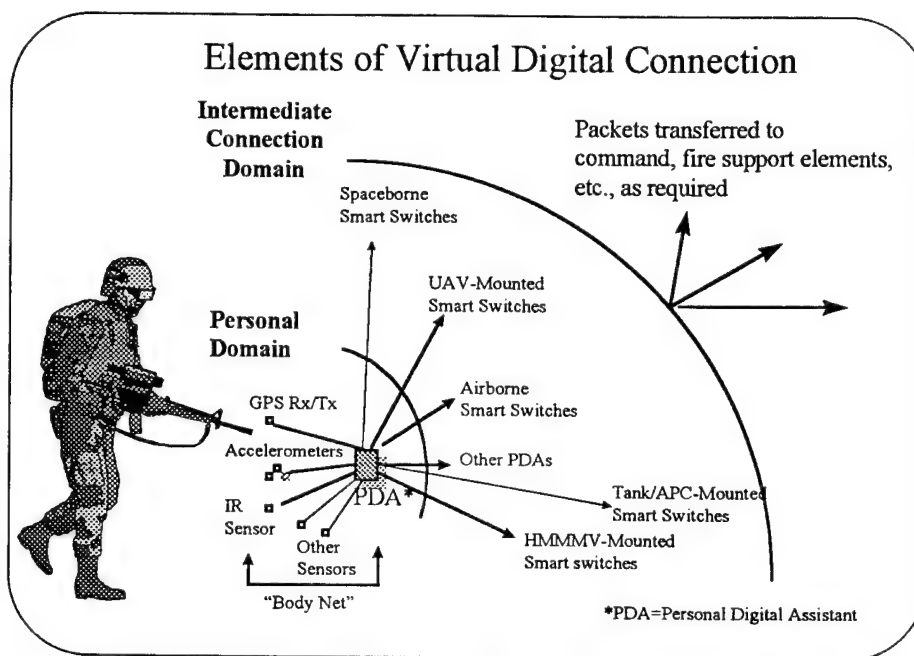 Elements of Virtual Digital Connection
Intermediate
Connection
Domain
Packets transferred to
command, fire support elements,
etc., as required
Spaceborne
Smart Switches
UAV-Mounted
Smart Switches
Personal
Domain
Airborne
Smart Switches
GPS Rx/Tx
Accelerometers
Other PDAs
PDA*
IR
Sensor
Tank/APC-Mounted
Smart Switches
Other
Sensors
HMMMV-Mounted
Smart switches
“Body Net”
*PDA=Personal Digital Assistant